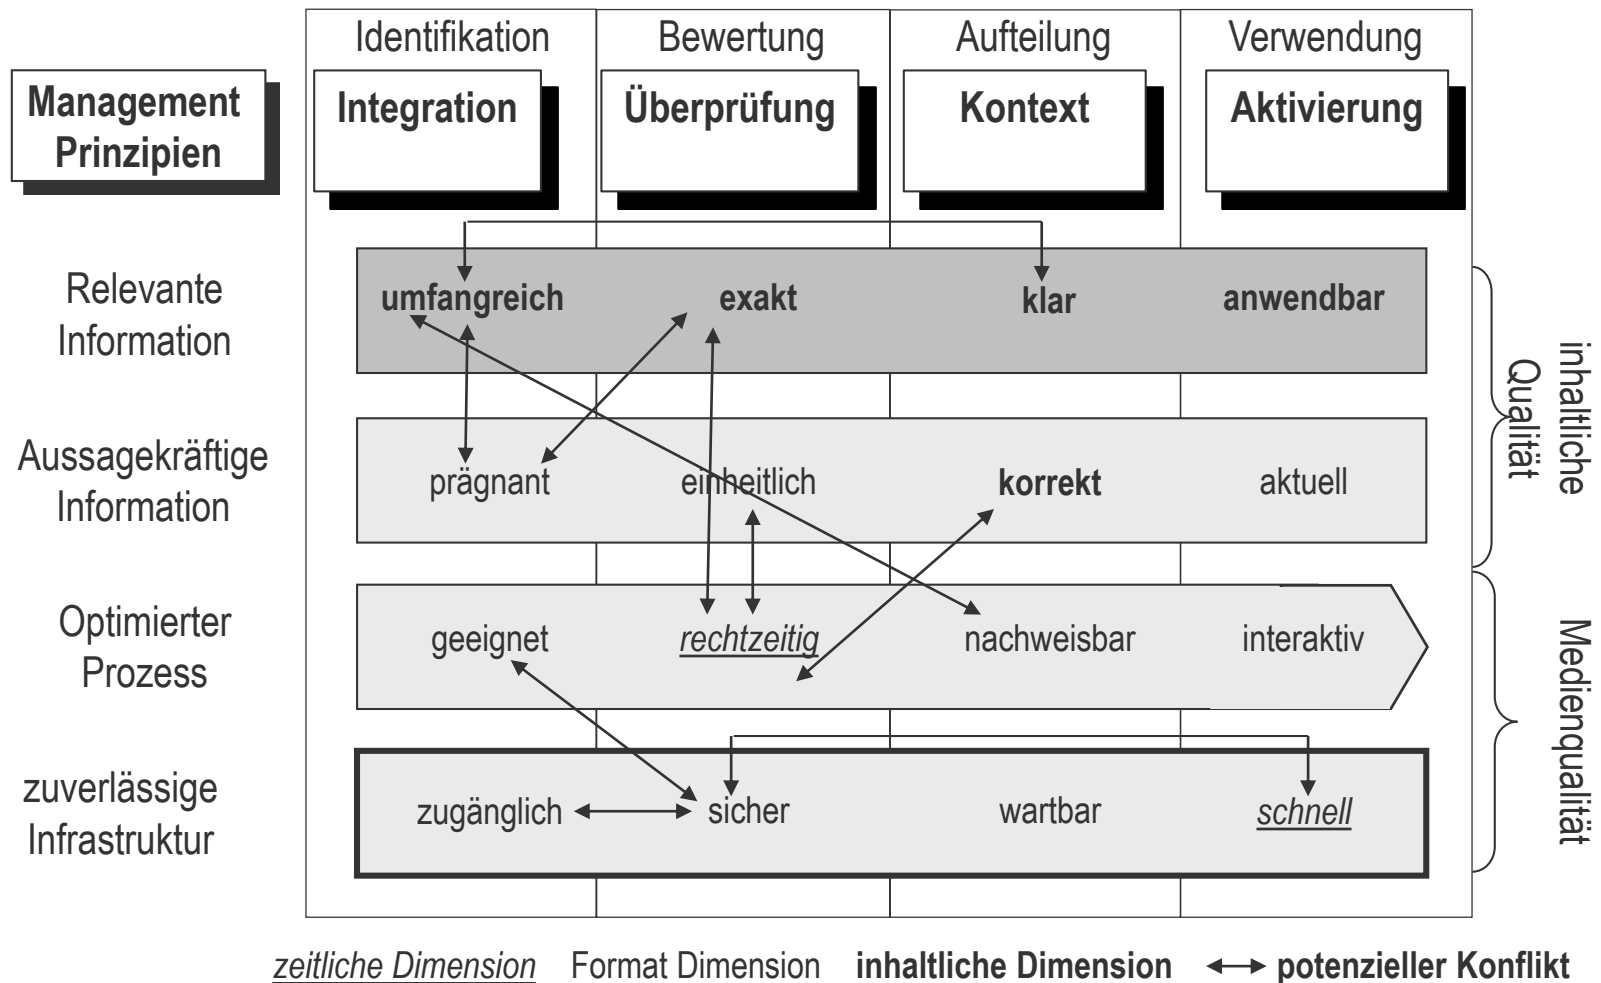 Identifikation Bewertung Aufteilung Verwendung
Management
Prinzipien
Integration Überprüfung Kontext Aktivierung
Relevante
Information
umfangreich exakt klar anwendbar
Aussagekräftige
Information
prägnant einheitlich korrekt aktuell
Optimierter
Prozess
geeignet rechtzeitig nachweisbar interaktiv
zuverlässige
Infrastruktur
zugänglich sicher wartbar schnell
inhaltliche
Qualität
Medienqualität
zeitliche Dimension Format Dimension inhaltliche Dimension potenzieller Konflikt